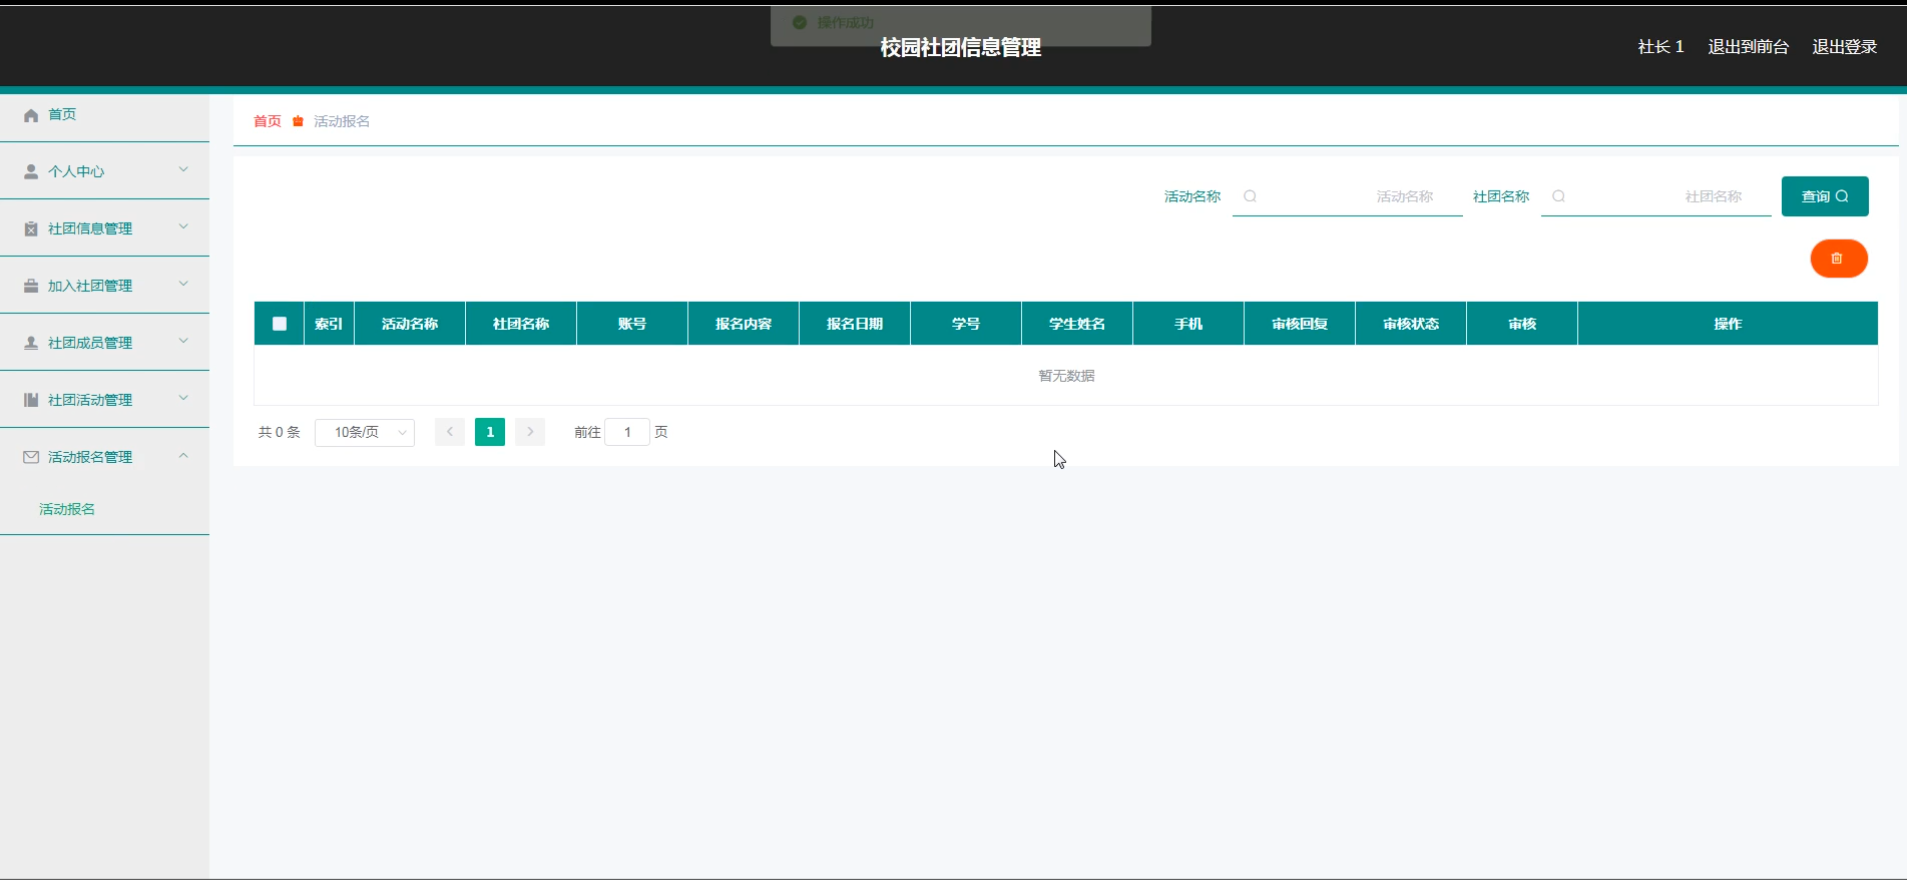 操作成功
校园社团信息管理
社长 1 退出到前台 退出登录
首页
个人中心
社团信息管理
加入社团管理
社团成员管理
社团活动管理
活动报名管理
活动报名
首页 活动报名
活动名称 活动名称 社团名称 社团名称 查询
索引 活动名称 社团名称 账号 报名内容 报名日期 学号 学生姓名 手机 审核回复 审核状态 审核 操作
暂无数据
共 0 条 10条/页 1 前往 1 页